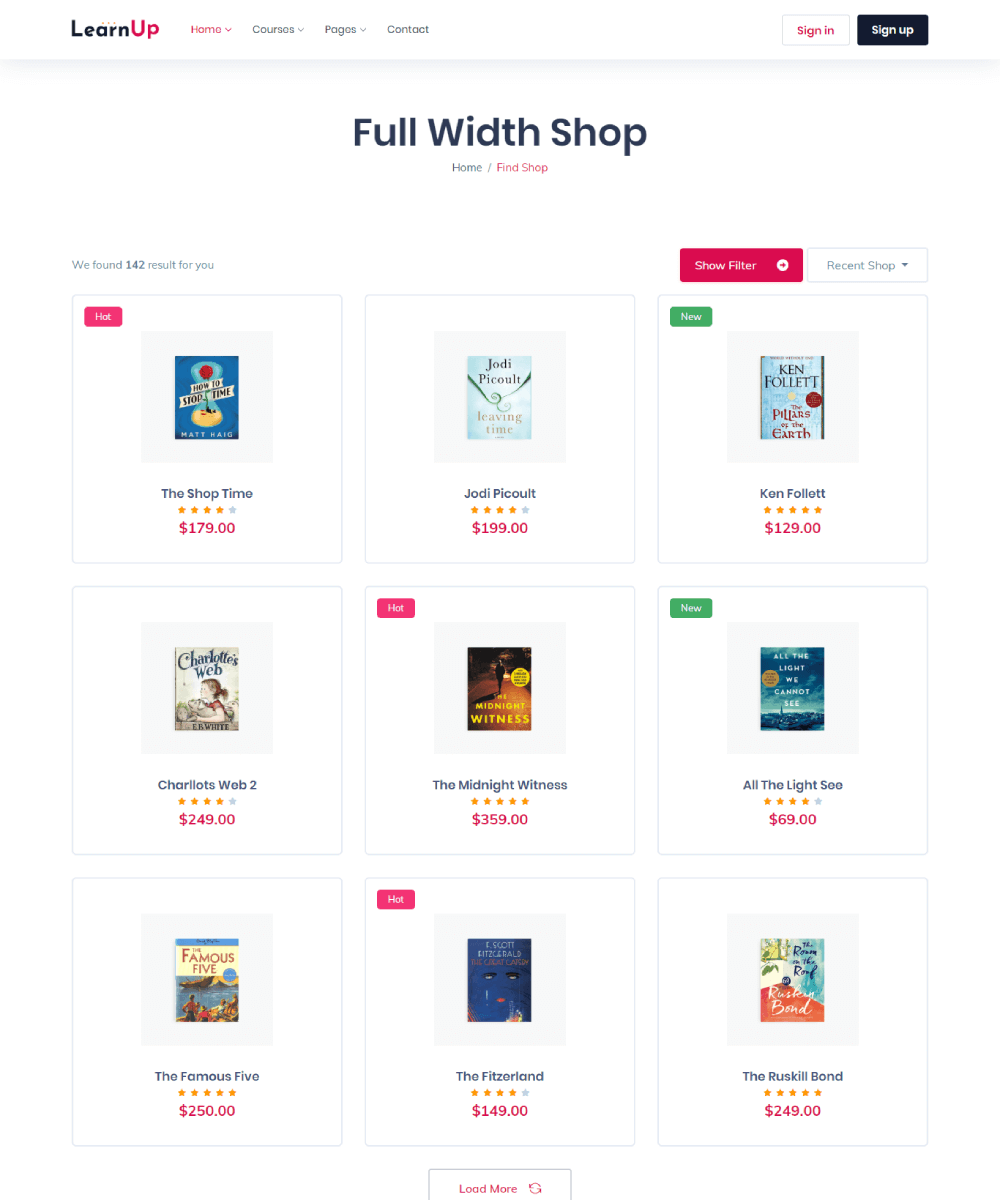 LearnUp Home Courses Pages Contact Sign in Sign up
Full Width Shop
Home / Find Shop
We found 142 result for you Show Filter Recent Shop
Hot
HOW TO
STOP TIME
MATT HAIG
The Shop Time
$179.00
Jodi
Picoult
leaving
time
Jodi Picoult
$199.00
New
KEN
FOLLETT
The
PILLARS
of the
EARTH
Ken Follett
$129.00
Charlotte's
Web
E.B. WHITE
Charllots Web 2
$249.00
Hot
THE
MIDNIGHT
WITNESS
The Midnight Witness
$359.00
New
ALL THE
LIGHT
WE
CANNOT
SEE
All The Light See
$69.00
THE
FAMOUS
FIVE
The Famous Five
$250.00
Hot
F. SCOTT
FITZGERALD
THE GREAT GATSBY
The Fitzerland
$149.00
The
Room
on the
Roof
Ruskin
Bond
The Ruskill Bond
$249.00
Load More